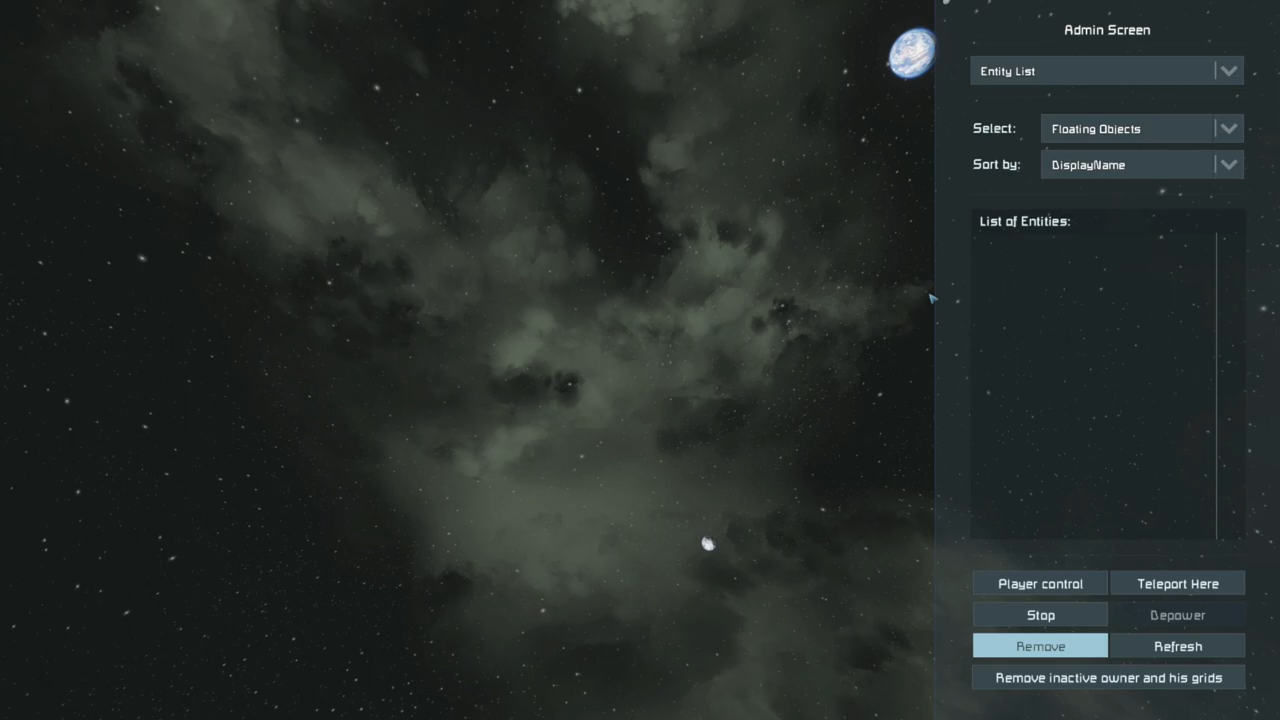 Admin Screen
Entity List
Select: Floating Objects
Sort by: DisplayName
List of Entities:
Player control Teleport Here
Stop Depower
Remove Refresh
Remove inactive owner and his grids